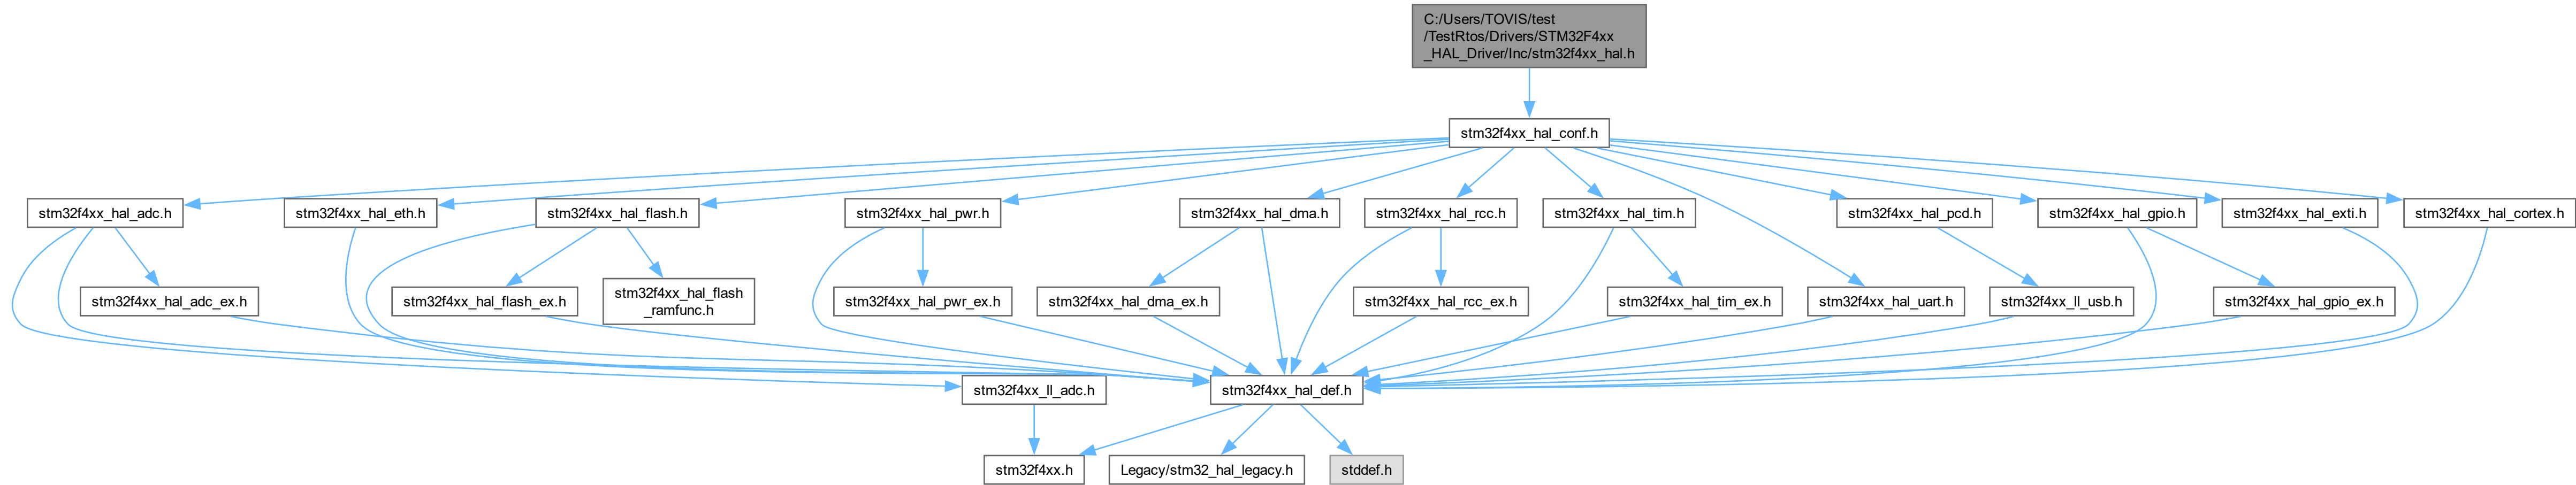 C:/Users/TOVIS/test
/TestRtos/Drivers/STM32F4xx
_HAL_Driver/Inc/stm32f4xx_hal.h
stm32f4xx_hal_conf.h
stm32f4xx_hal_adc.h
stm32f4xx_hal_eth.h
stm32f4xx_hal_flash.h
stm32f4xx_hal_pwr.h
stm32f4xx_hal_dma.h
stm32f4xx_hal_rcc.h
stm32f4xx_hal_tim.h
stm32f4xx_hal_pcd.h
stm32f4xx_hal_gpio.h
stm32f4xx_hal_exti.h
stm32f4xx_hal_cortex.h
stm32f4xx_hal_adc_ex.h
stm32f4xx_hal_flash_ex.h
stm32f4xx_hal_flash
_ramfunc.h
stm32f4xx_hal_pwr_ex.h
stm32f4xx_hal_dma_ex.h
stm32f4xx_hal_rcc_ex.h
stm32f4xx_hal_tim_ex.h
stm32f4xx_hal_uart.h
stm32f4xx_ll_usb.h
stm32f4xx_hal_gpio_ex.h
stm32f4xx_ll_adc.h
stm32f4xx_hal_def.h
stm32f4xx.h
Legacy/stm32_hal_legacy.h
stddef.h